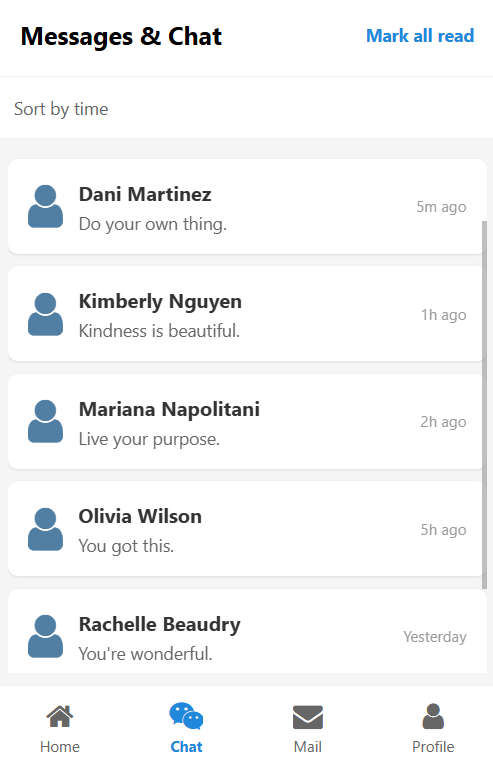 Messages & Chat
Mark all read
Sort by time
Dani Martinez
Do your own thing.
5m ago
Kimberly Nguyen
Kindness is beautiful.
1h ago
Mariana Napolitani
Live your purpose.
2h ago
Olivia Wilson
You got this.
5h ago
Rachelle Beaudry
You're wonderful.
Yesterday
Home
Chat
Mail
Profile